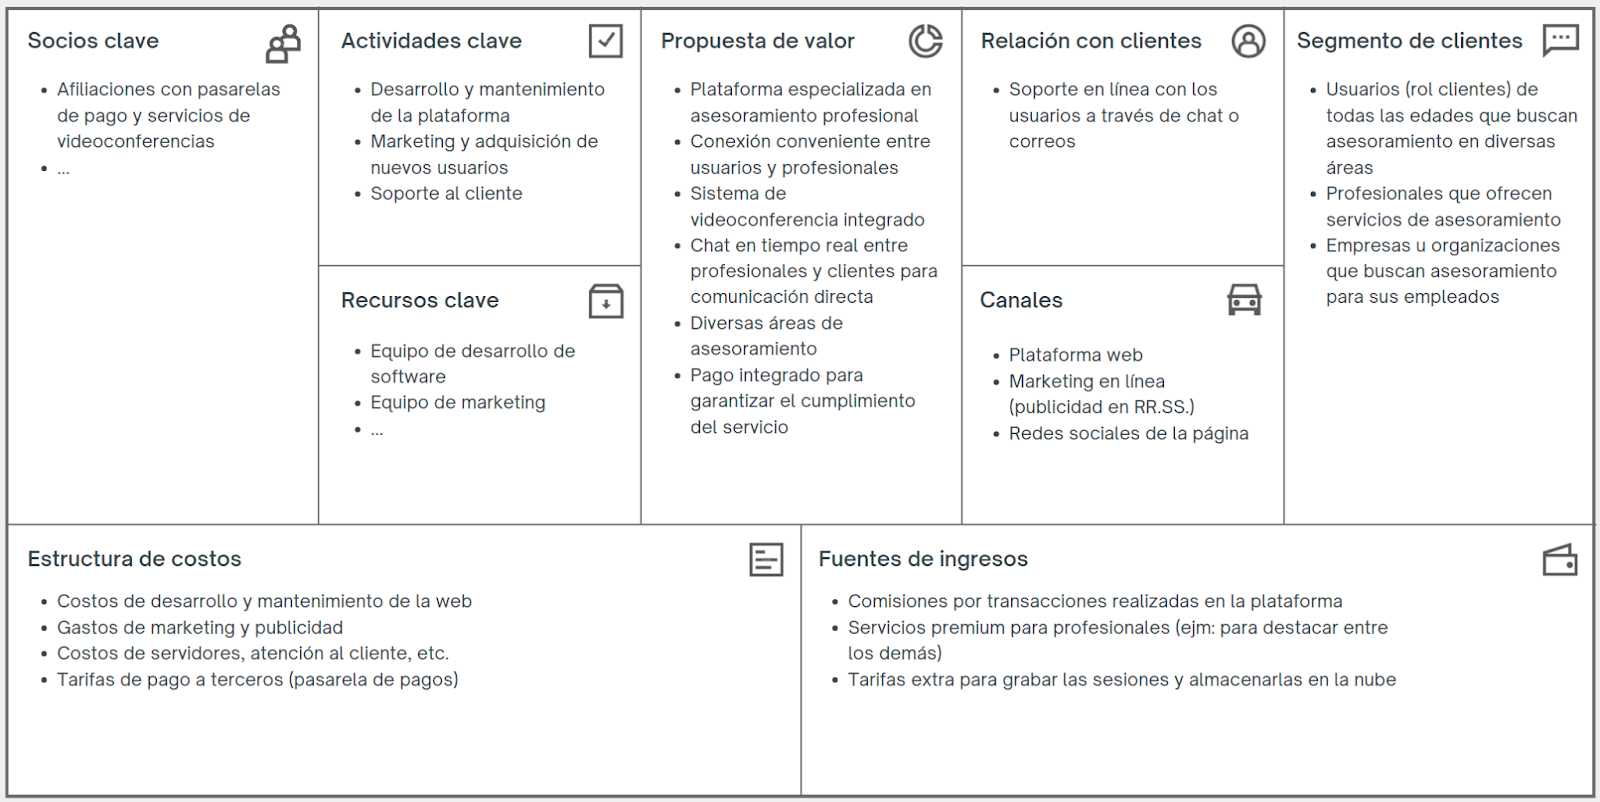 Socios clave
• Afiliaciones con pasarelas
de pago y servicios de
videoconferencias
• ...
Actividades clave
• Desarrollo y mantenimiento
de la plataforma
• Marketing y adquisición de
nuevos usuarios
• Soporte al cliente
Recursos clave
• Equipo de desarrollo de
software
• Equipo de marketing
• ...
Propuesta de valor
• Plataforma especializada en
asesoramiento profesional
• Conexión conveniente entre
usuarios y profesionales
• Sistema de
videoconferencia integrado
• Chat en tiempo real entre
profesionales y clientes para
comunicación directa
• Diversas áreas de
asesoramiento
• Pago integrado para
garantizar el cumplimiento
del servicio
Relación con clientes
• Soporte en línea con los
usuarios a través de chat o
correos
Canales
• Plataforma web
• Marketing en línea
(publicidad en RR.SS.)
• Redes sociales de la página
Segmento de clientes
• Usuarios (rol clientes) de
todas las edades que buscan
asesoramiento en diversas
áreas
• Profesionales que ofrecen
servicios de asesoramiento
• Empresas u organizaciones
que buscan asesoramiento
para sus empleados
Estructura de costos
• Costos de desarrollo y mantenimiento de la web
• Gastos de marketing y publicidad
• Costos de servidores, atención al cliente, etc.
• Tarifas de pago a terceros (pasarela de pagos)
Fuentes de ingresos
• Comisiones por transacciones realizadas en la plataforma
• Servicios premium para profesionales (ejm: para destacar entre
los demás)
• Tarifas extra para grabar las sesiones y almacenarlas en la nube